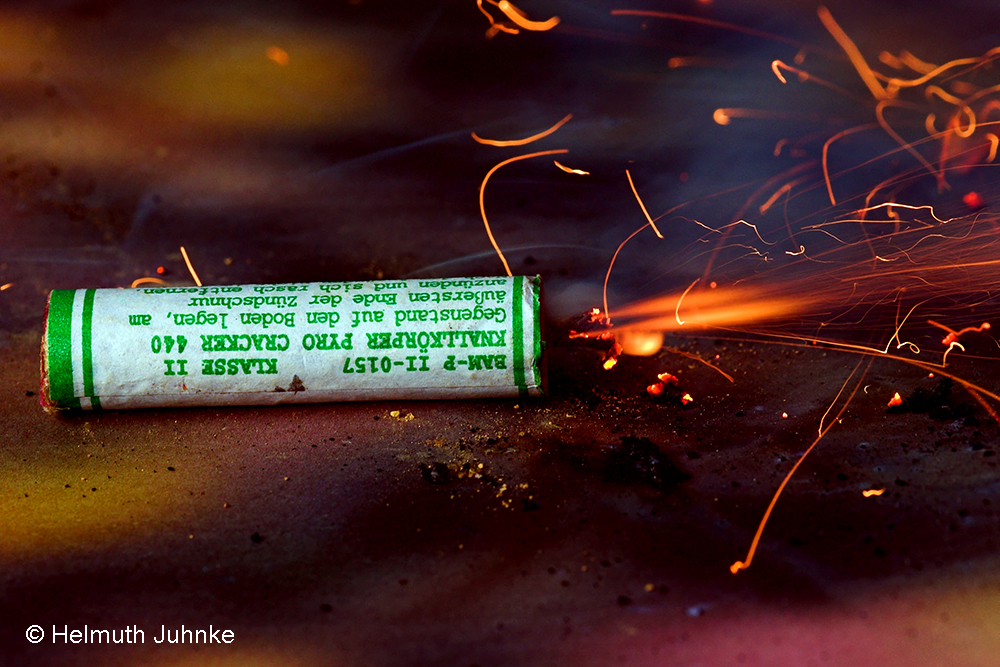 BAM-P II-0157 KLASSE II
KNALLKÖRPER PYRO CRACKER 440
Gegenstand auf den Boden legen, am
äußersten Ende der Zündschnur
anzünden und sich rasch entfernen
© Helmuth Juhnke